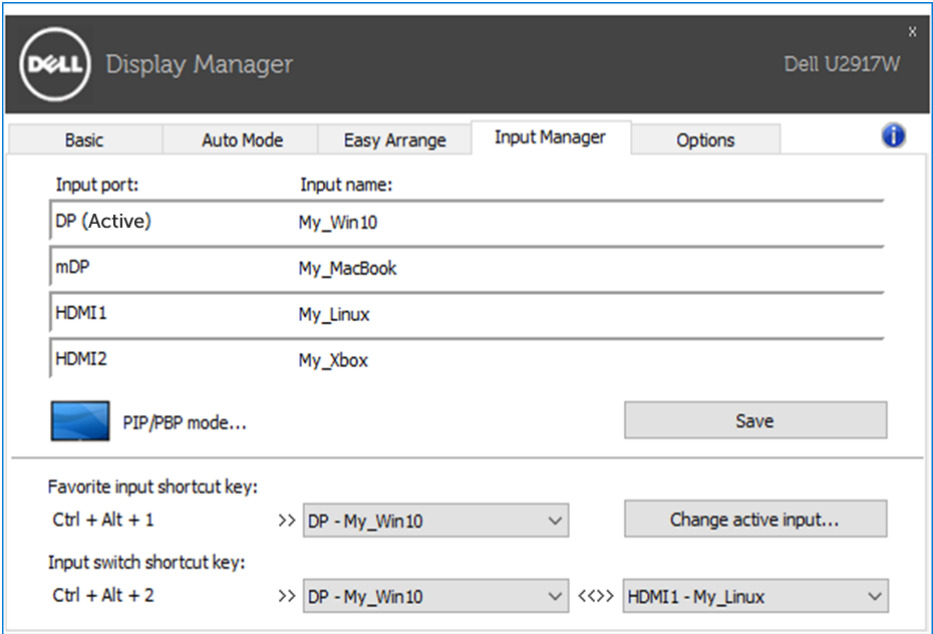 x
DELL Display Manager Dell U2917W
Basic Auto Mode Easy Arrange Input Manager Options i
Input port: Input name:
DP (Active) My_Win10
mDP My_MacBook
HDMI1 My_Linux
HDMI2 My_Xbox
PIP/PBP mode... Save
Favorite input shortcut key:
Ctrl + Alt + 1 >> DP - My_Win10 Change active input...
Input switch shortcut key:
Ctrl + Alt + 2 >> DP - My_Win10 <<>> HDMI1 - My_Linux